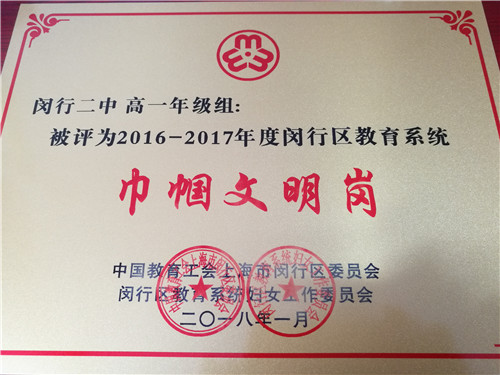 闵行二中 高一年级组:
被评为2016-2017年度闵行区教育系统
巾帼文明岗
中国教育工会上海市闵行区委员会
闵行区教育系统妇女工作委员会
二〇一八年一月